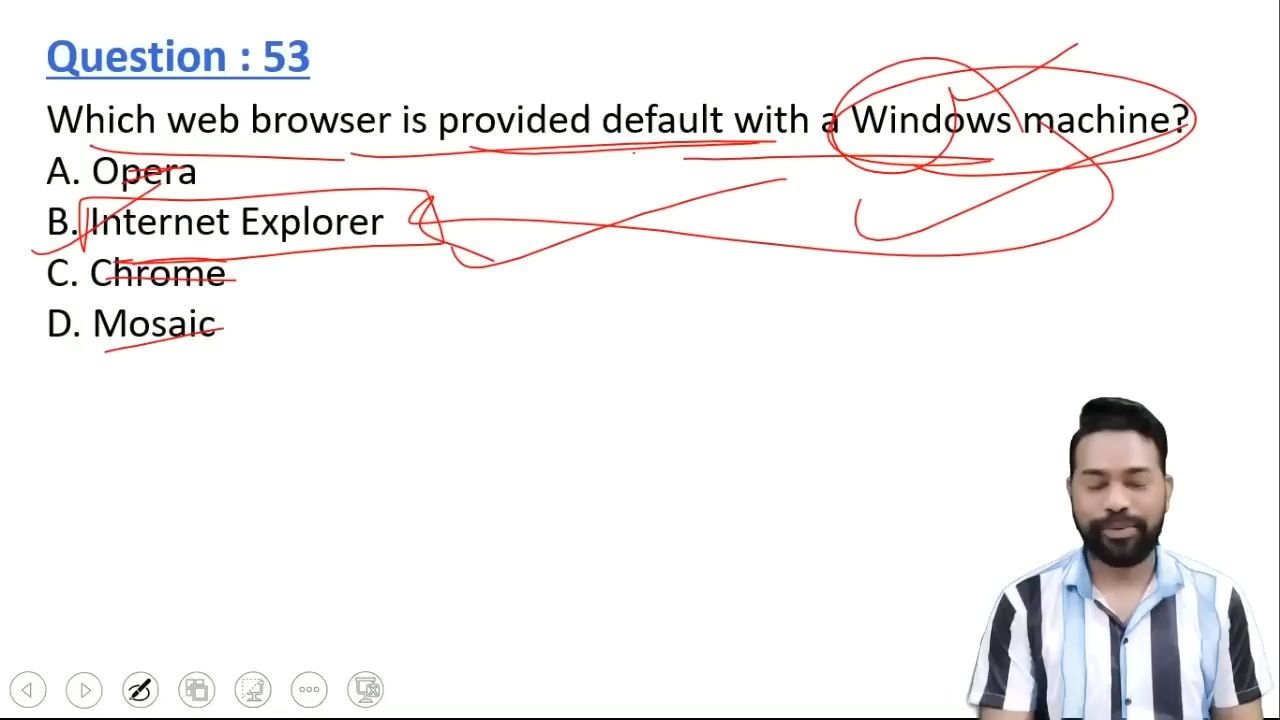 Question : 53
Which web browser is provided default with a Windows machine?
A. Opera
B. Internet Explorer
C. Chrome
D. Mosaic